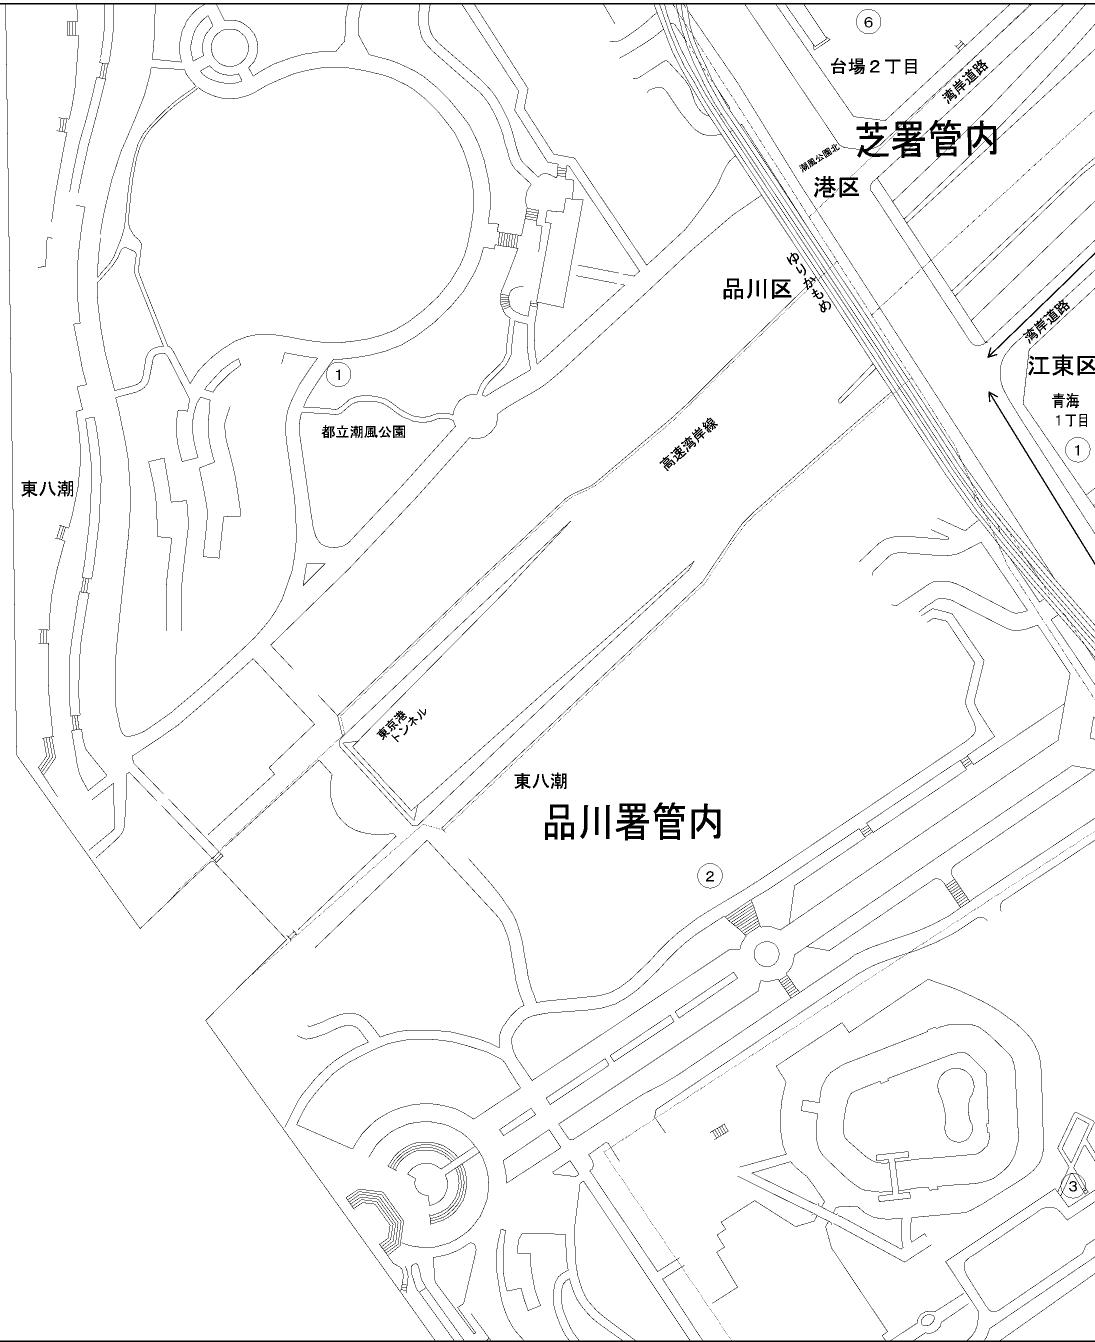 6
台場２丁目
湾岸道路
芝署管内
潮風公園北
港区
ゆりかもめ
品川区
湾岸道路
江東区
1
青海
１丁目
都立潮風公園
1
高速湾岸線
東八潮
東京港
トンネル
東八潮
品川署管内
2
3